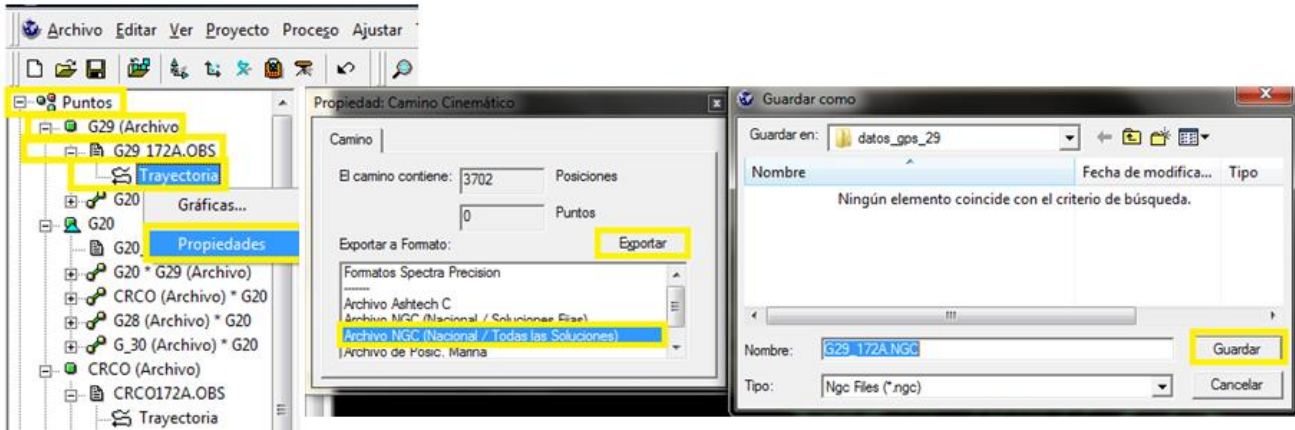 Archivo Editar Ver Proyecto Proceso Ajustar
Puntos
G29 (Archivo
G29 172A.OBS
Trayectoria
G20
Gráficas...
G20
Propiedades
G20_
G20 * G29 (Archivo)
CRCO (Archivo) * G20
G28 (Archivo) * G20
G_30 (Archivo) * G20
CRCO (Archivo)
CRCO172A.OBS
Trayectoria
Propiedad: Camino Cinemático
Camino
El camino contiene: 3702 Posiciones
0 Puntos
Exportar a Formato: Exportar
Formatos Spectra Precision
-------
Archivo Ashtech C
Archivo NGC (Nacional / Soluciones Fijas)
Archivo NGC (Nacional / Todas las Soluciones)
Archivo de Posic. Marina
Guardar como
Guardar en: datos_gps_29
Nombre Fecha de modifica... Tipo
Ningún elemento coincide con el criterio de búsqueda.
Nombre: G29_172A.NGC Guardar
Tipo: Ngc Files (*.ngc) Cancelar